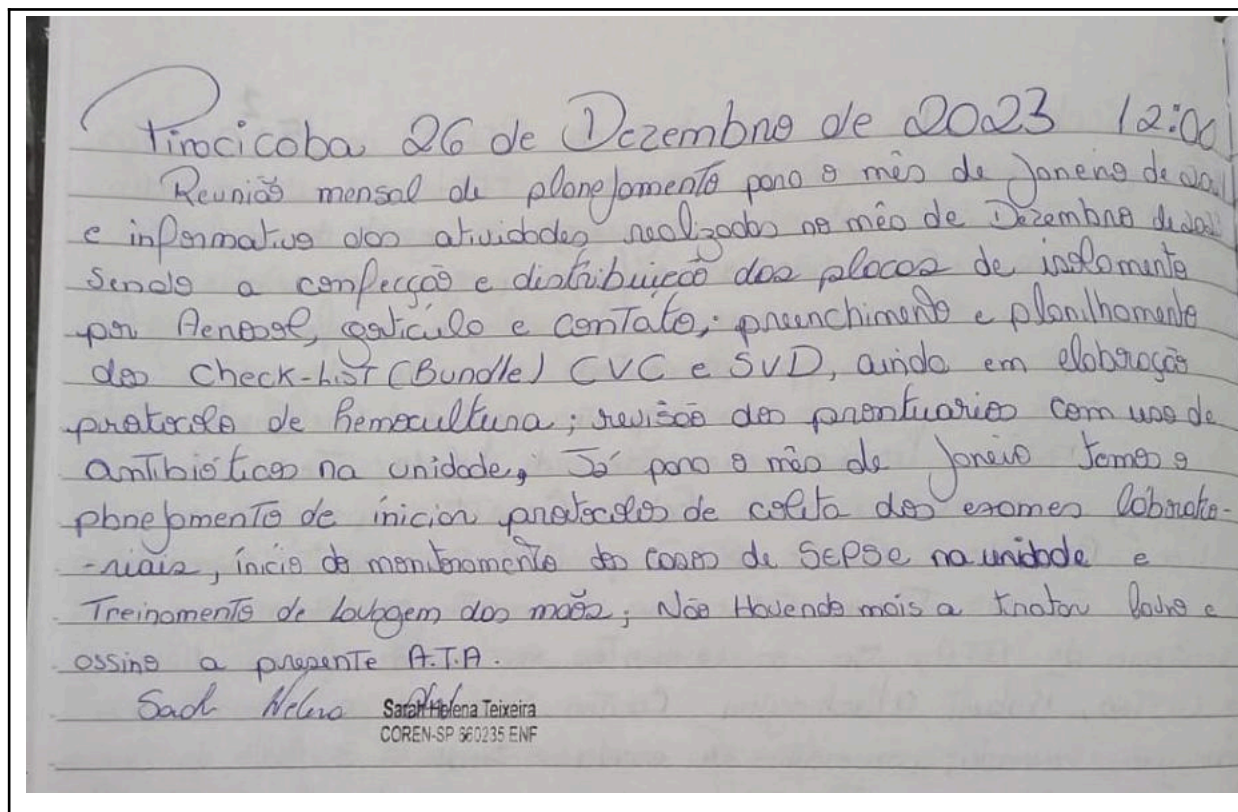 Piracicaba 26 de Dezembro de 2023 12:00
Reunião mensal de planejamento para o mês de Janeiro de
e informativo das atividades realizadas no mês de Dezembro de
Sendo a confecção e distribuição das placas de isolamento
por Aerosol, gotículo e contato; preenchimento e planilhamento
dos Check-List (Bundle) CVC e SVD, ainda em elaboração
protocolo de hemocultura; revisão dos prontuarios com uso de
antibióticos na unidade, Já para o mês de Janeiro temos o
planejamento de iniciar protocolos de coleta dos exames laborato-
-riais, início do monitoramento dos casos de SEPSE na unidade e
Treinamento de lavagem das mãos; Não Havendo mais a tratar lavro e
assino a presente A.T.A.
Sarah Helena
Sarah Helena Teixeira
COREN-SP 660235 ENF